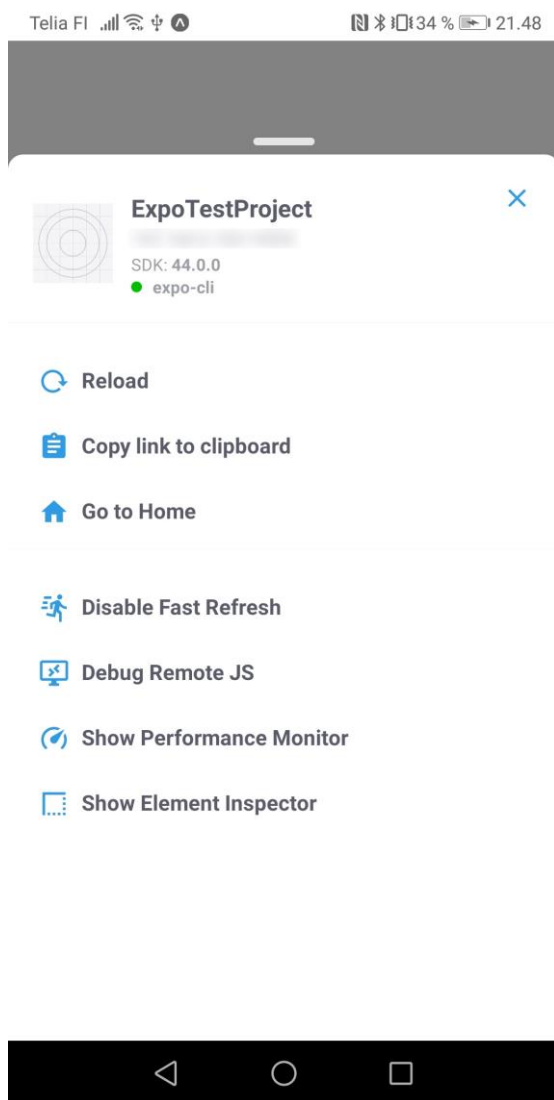 Telia FI 34 % 21.48
ExpoTestProject
SDK: 44.0.0
expo-cli
Reload
Copy link to clipboard
Go to Home
Disable Fast Refresh
Debug Remote JS
Show Performance Monitor
Show Element Inspector